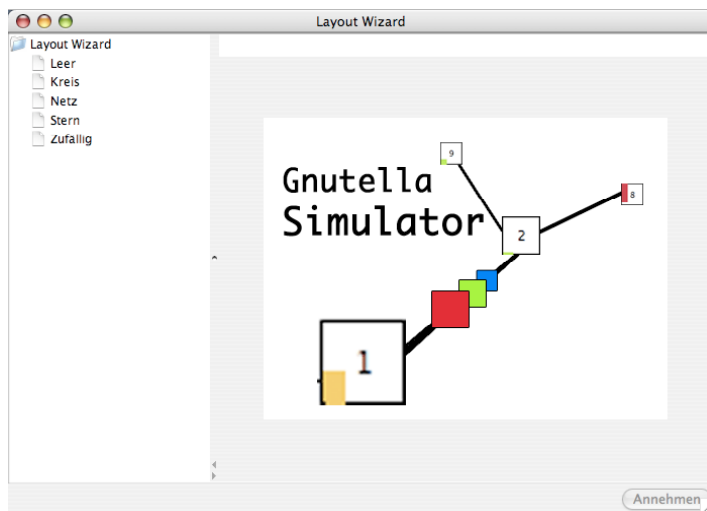 Layout Wizard
Layout Wizard
Leer
Kreis
Netz
Stern
Zufällig
Gnutella
Simulator
9
8
2
1
Annehmen